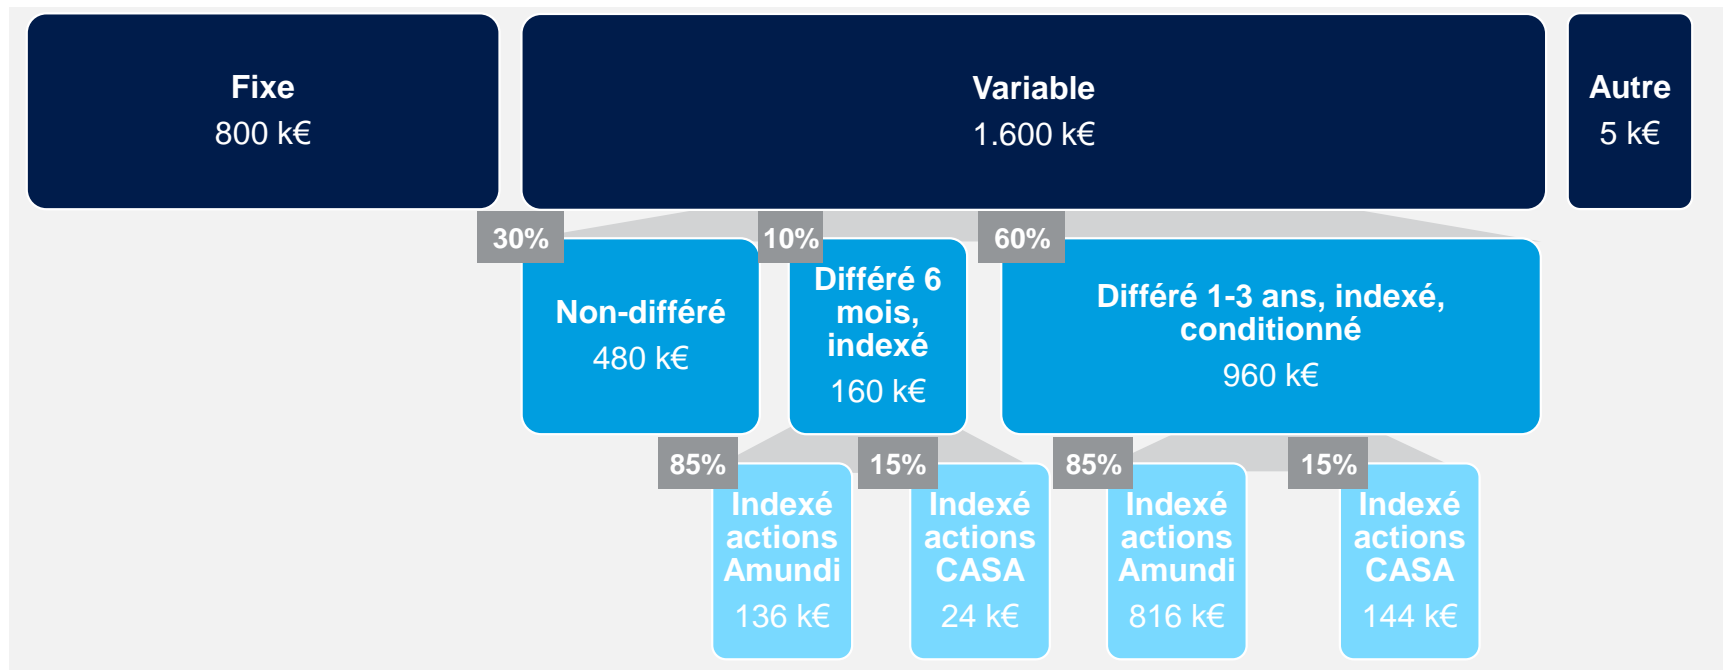 Fixe
800 k€
Variable
1.600 k€
Autre
5 k€
30%
Non-différé
480 k€
10%
Différé 6
mois,
indexé
160 k€
60%
Différé 1-3 ans, indexé,
conditionné
960 k€
85%
Indexé
actions
Amundi
136 k€
15%
Indexé
actions
CASA
24 k€
85%
Indexé
actions
Amundi
816 k€
15%
Indexé
actions
CASA
144 k€